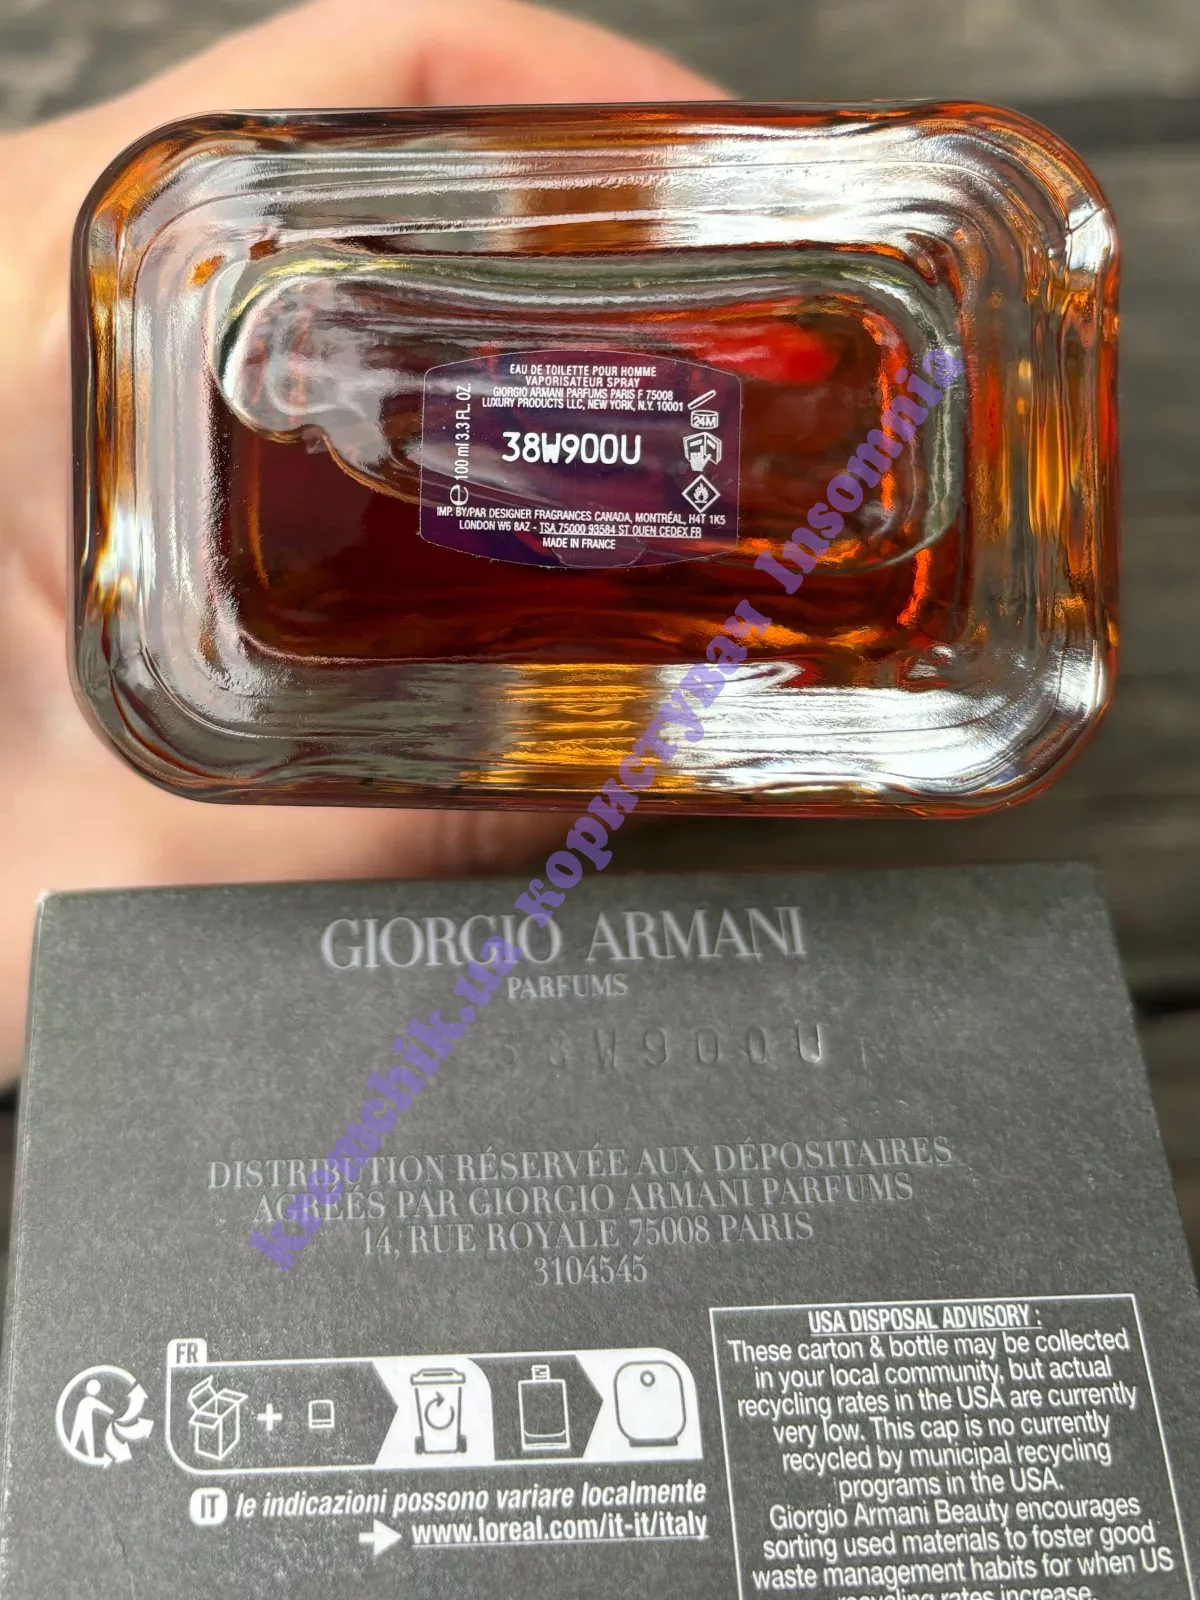 EAU DE TOILETTE POUR HOMME
VAPORISATEUR SPRAY
GIORGIO ARMANI PARFUMS PARIS F 75008
LUXURY PRODUCTS LLC, NEW YORK, N.Y. 10001
24M
38W900U
℮ 100 ml 3.3 FL. OZ.
IMP. BY/PAR DESIGNER FRAGRANCES CANADA, MONTRÉAL, H4T 1K5
LONDON W6 8AZ - TSA 75000 93584 ST OUEN CEDEX FR
MADE IN FRANCE
kremchik.ua користувач Insomnia
GIORGIO ARMANI
PARFUMS
38W900U
DISTRIBUTION RÉSERVÉE AUX DÉPOSITAIRES
AGRÉÉS PAR GIORGIO ARMANI PARFUMS
14, RUE ROYALE 75008 PARIS
3104545
FR
+
IT le indicazioni possono variare localmente
www.loreal.com/it-it/italy
USA DISPOSAL ADVISORY :
These carton & bottle may be collected
in your local community, but actual
recycling rates in the USA are currently
very low. This cap is no currently
recycled by municipal recycling
programs in the USA.
Giorgio Armani Beauty encourages
sorting used materials to foster good
waste management habits for when US
recycling rates increase.